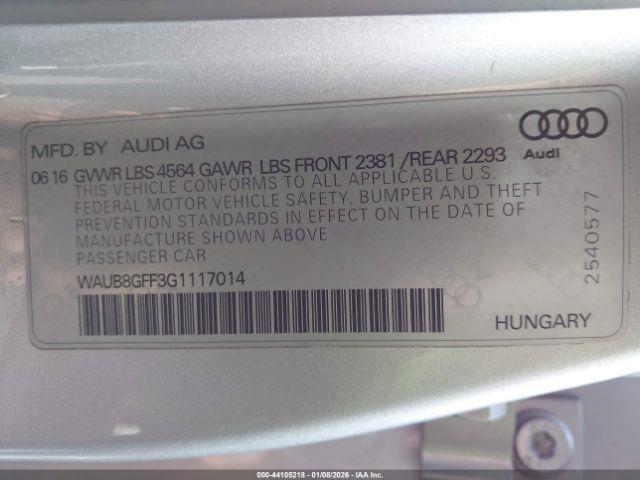 MFD. BY AUDI AG
Audi
06 16 GVWR LBS 4564 GAWR LBS FRONT 2381 /REAR 2293
THIS VEHICLE CONFORMS TO ALL APPLICABLE U.S.
FEDERAL MOTOR VEHICLE SAFETY, BUMPER AND THEFT
PREVENTION STANDARDS IN EFFECT ON THE DATE OF
MANUFACTURE SHOWN ABOVE
PASSENGER CAR
WAUB8GFF3G1117014
2540577
HUNGARY
000-44105218 - 01/08/2026 - IAA Inc.